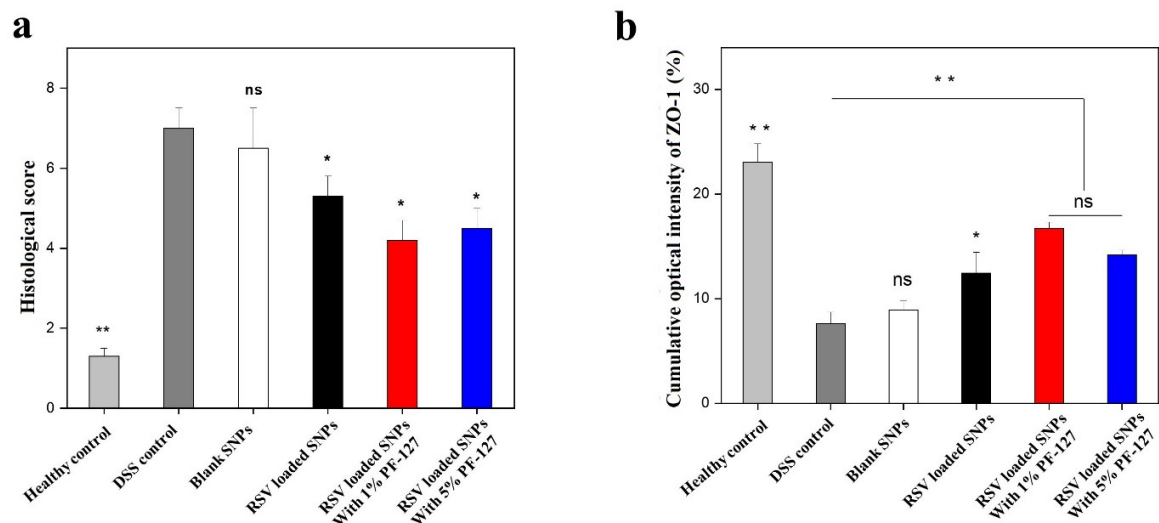 a
Histological score
8
6
4
2
0
**
ns
*
*
*
Healthy control
DSS control
Blank SNPs
RSV loaded SNPs
RSV loaded SNPs
With 1% PF-127
RSV loaded SNPs
With 5% PF-127
b
Cumulative optical intensity of ZO-1 (%)
30
20
10
0
* *
* *
ns
*
ns
Healthy control
DSS control
Blank SNPs
RSV loaded SNPs
RSV loaded SNPs
With 1% PF-127
RSV loaded SNPs
With 5% PF-127